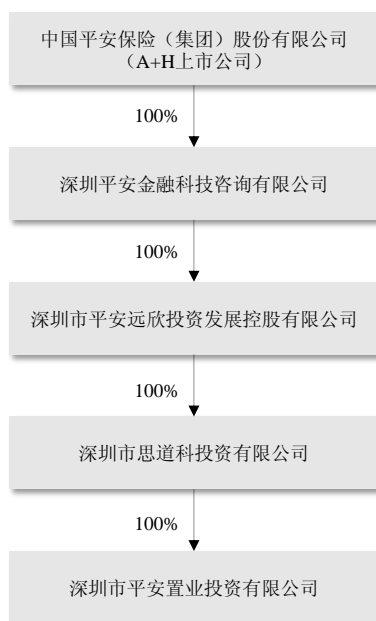 中国平安保险（集团）股份有限公司
（A+H上市公司）
100%
深圳平安金融科技咨询有限公司
100%
深圳市平安远欣投资发展控股有限公司
100%
深圳市思道科投资有限公司
100%
深圳市平安置业投资有限公司